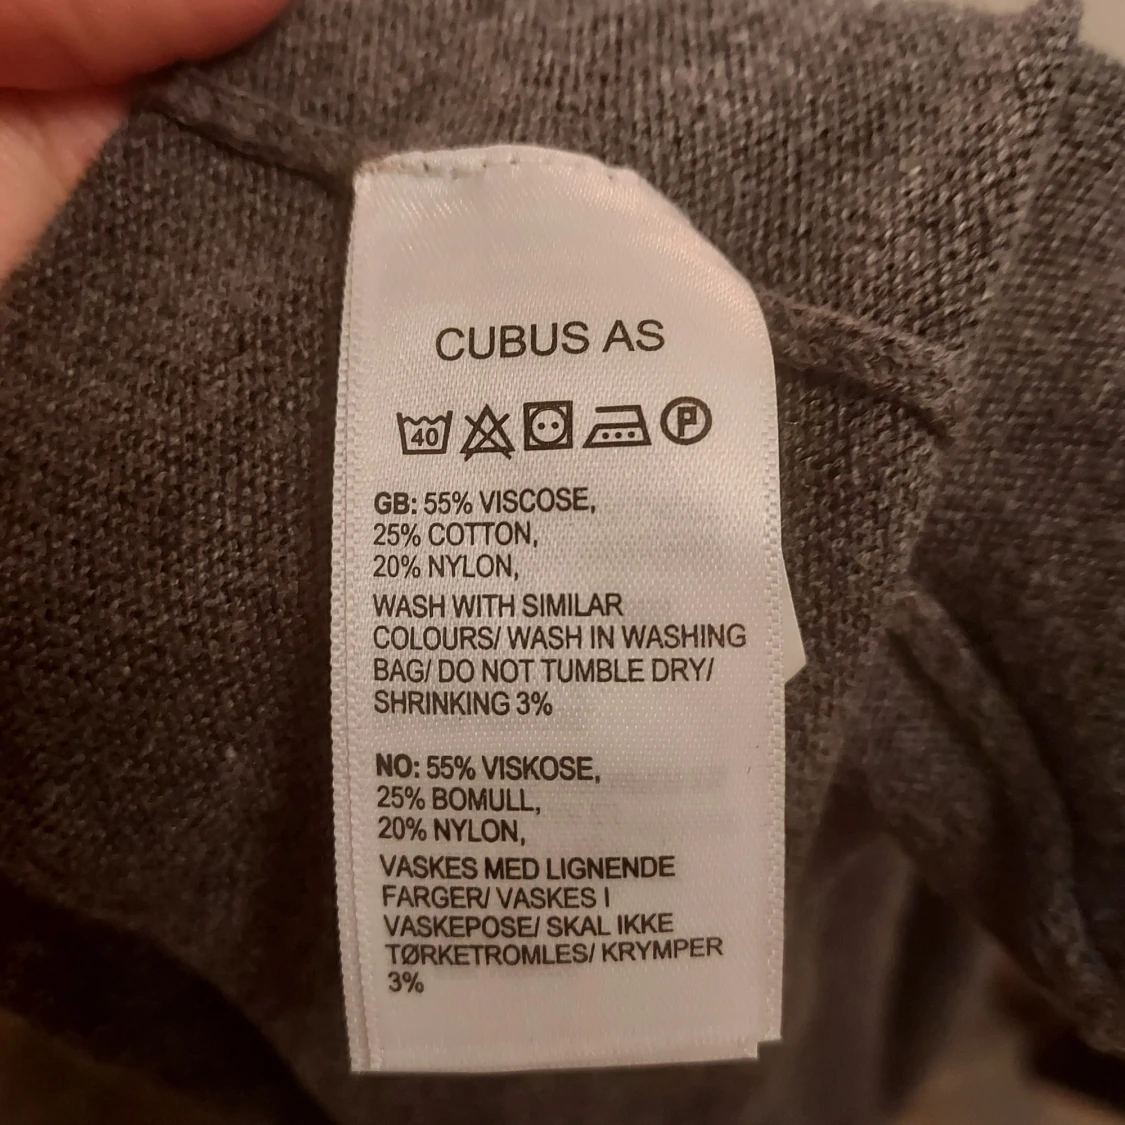 CUBUS AS
40 P
GB: 55% VISCOSE,
25% COTTON,
20% NYLON,
WASH WITH SIMILAR
COLOURS/ WASH IN WASHING
BAG/ DO NOT TUMBLE DRY/
SHRINKING 3%
NO: 55% VISKOSE,
25% BOMULL,
20% NYLON,
VASKES MED LIGNENDE
FARGER/ VASKES I
VASKEPOSE/ SKAL IKKE
TØRKETROMLES/ KRYMPER
3%